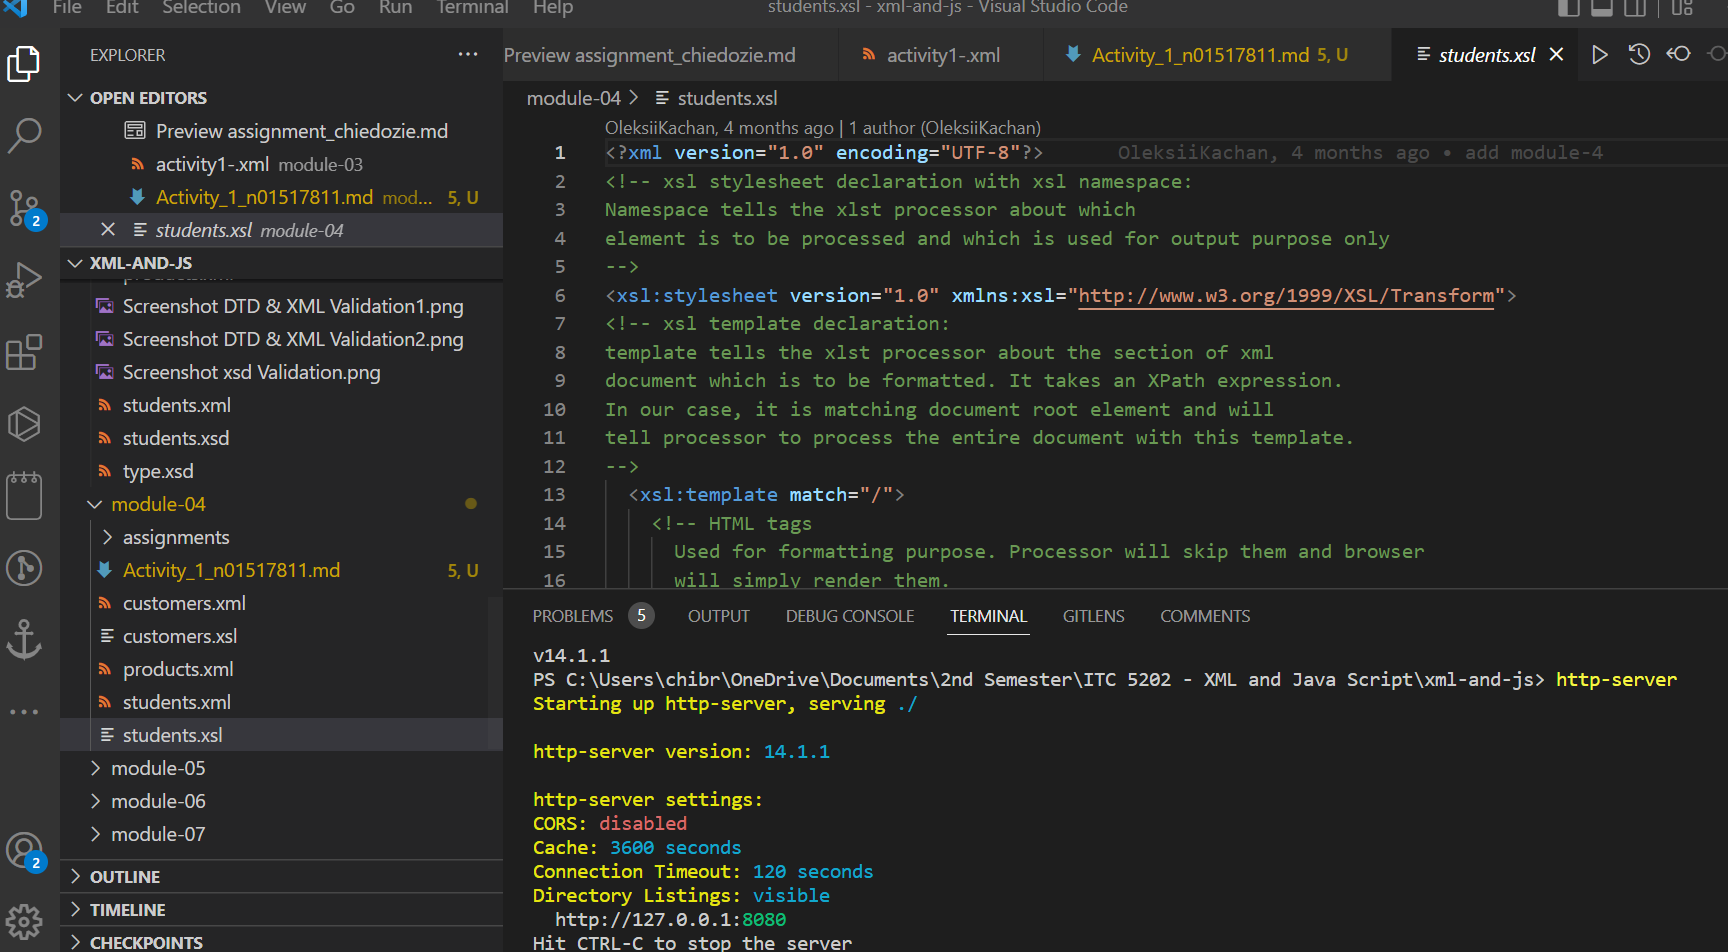 File Edit Selection View Go Run Terminal Help students.xsl - xml-and-js - Visual Studio Code
EXPLORER ···
OPEN EDITORS
Preview assignment_chiedozie.md
activity1-.xml module-03
Activity_1_n01517811.md mod... 5, U
students.xsl module-04
XML-AND-JS
Screenshot DTD & XML Validation1.png
Screenshot DTD & XML Validation2.png
Screenshot xsd Validation.png
students.xml
students.xsd
type.xsd
module-04
assignments
Activity_1_n01517811.md 5, U
customers.xml
customers.xsl
products.xml
students.xml
students.xsl
module-05
module-06
module-07
OUTLINE
TIMELINE
CHECKPOINTS
2
2
Preview assignment_chiedozie.md activity1-.xml Activity_1_n01517811.md 5, U students.xsl
module-04 > students.xsl
OleksiiKachan, 4 months ago | 1 author (OleksiiKachan)
1 <?xml version="1.0" encoding="UTF-8"?> OleksiiKachan, 4 months ago • add module-4
2 <!-- xsl stylesheet declaration with xsl namespace:
3 Namespace tells the xlst processor about which
4 element is to be processed and which is used for output purpose only
5 -->
6 <xsl:stylesheet version="1.0" xmlns:xsl="http://www.w3.org/1999/XSL/Transform">
7 <!-- xsl template declaration:
8 template tells the xlst processor about the section of xml
9 document which is to be formatted. It takes an XPath expression.
10 In our case, it is matching document root element and will
11 tell processor to process the entire document with this template.
12 -->
13 <xsl:template match="/">
14 <!-- HTML tags
15 Used for formatting purpose. Processor will skip them and browser
16 will simply render them.
PROBLEMS 5 OUTPUT DEBUG CONSOLE TERMINAL GITLENS COMMENTS
v14.1.1
PS C:\Users\chibr\OneDrive\Documents\2nd Semester\ITC 5202 - XML and Java Script\xml-and-js> http-server
Starting up http-server, serving ./
http-server version: 14.1.1
http-server settings:
CORS: disabled
Cache: 3600 seconds
Connection Timeout: 120 seconds
Directory Listings: visible
http://127.0.0.1:8080
Hit CTRL-C to stop the server